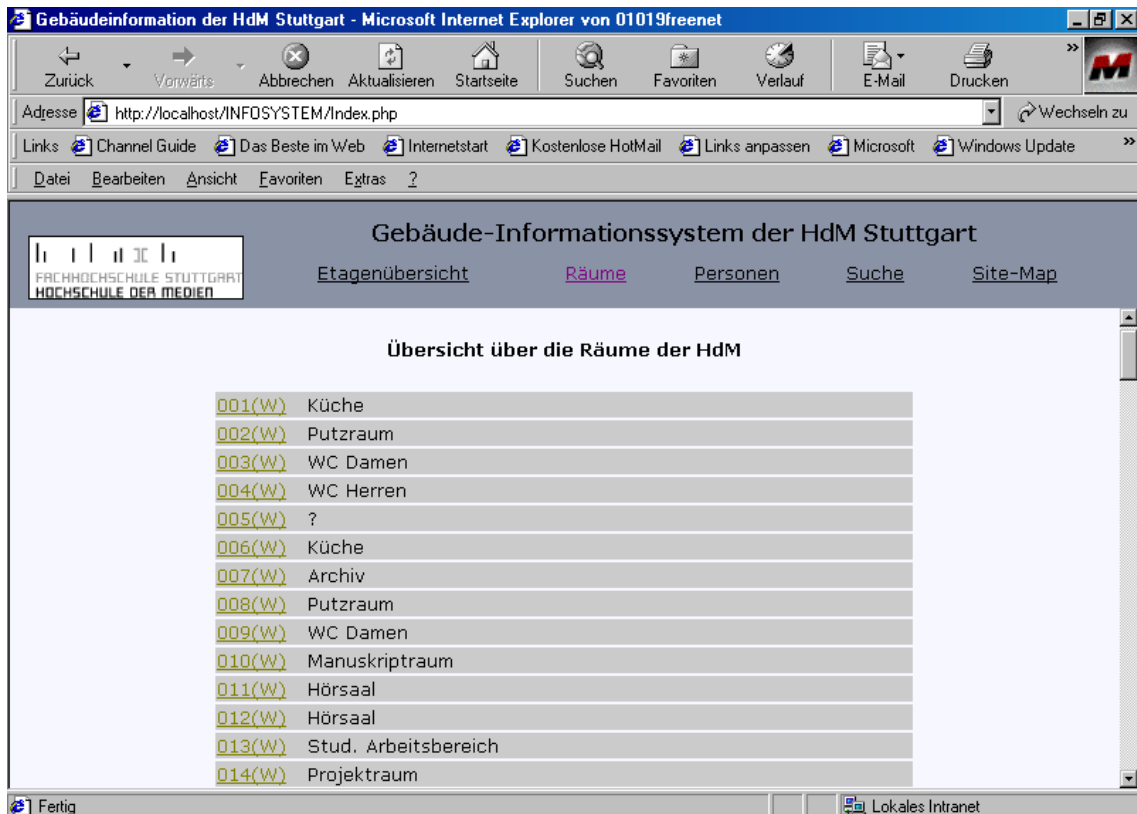 Gebäudeinformation der HdM Stuttgart - Microsoft Internet Explorer von 01019freenet
Zurück Vorwärts Abbrechen Aktualisieren Startseite Suchen Favoriten Verlauf E-Mail Drucken »
Adresse http://localhost/INFOSYSTEM/Index.php Wechseln zu
Links Channel Guide Das Beste im Web Internetstart Kostenlose HotMail Links anpassen Microsoft Windows Update »
Datei Bearbeiten Ansicht Favoriten Extras ?
Gebäude-Informationssystem der HdM Stuttgart
FACHHOCHSCHULE STUTTGART
HOCHSCHULE DER MEDIEN
Etagenübersicht Räume Personen Suche Site-Map
Übersicht über die Räume der HdM
001(W) Küche
002(W) Putzraum
003(W) WC Damen
004(W) WC Herren
005(W) ?
006(W) Küche
007(W) Archiv
008(W) Putzraum
009(W) WC Damen
010(W) Manuskriptraum
011(W) Hörsaal
012(W) Hörsaal
013(W) Stud. Arbeitsbereich
014(W) Projektraum
Fertig Lokales Intranet